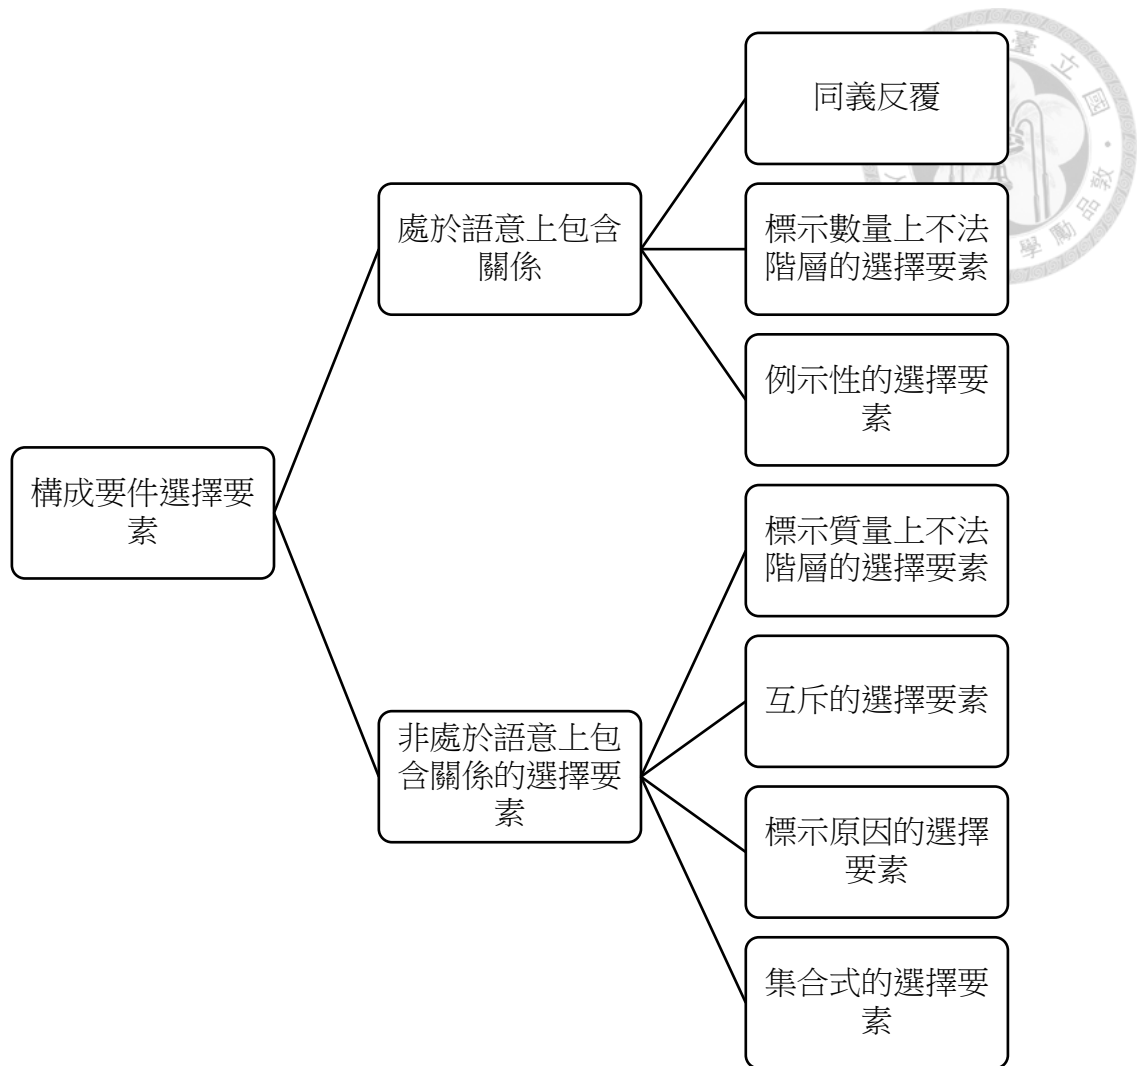 同義反覆
處於語意上包含
關係
標示數量上不法
階層的選擇要素
例示性的選擇要
素
構成要件選擇要
素
標示質量上不法
階層的選擇要素
非處於語意上包
含關係的選擇要
素
互斥的選擇要素
標示原因的選擇
要素
集合式的選擇要
素